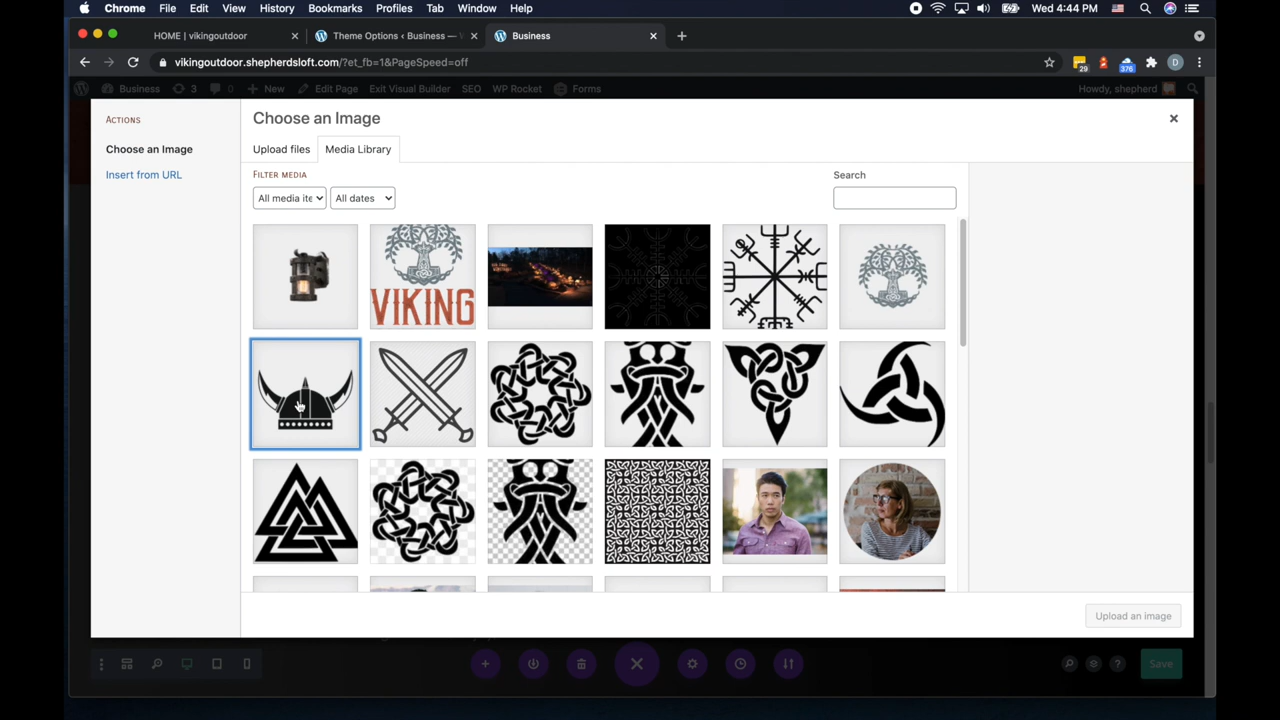 Chrome File Edit View History Bookmarks Profiles Tab Window Help Wed 4:44 PM
HOME | vikingoutdoor Theme Options ‹ Business — Business
vikingoutdoor.shepherdsloft.com/?et_fb=1&PageSpeed=off 29 376 D
Business 3 New Edit Page Exit Visual Builder SEO WP Rocket Forms Howdy, shepherd
ACTIONS
Choose an Image
Insert from URL
Choose an Image
Upload files Media Library
FILTER MEDIA
All media ite All dates
Search
VIKING
Upload an image
Save